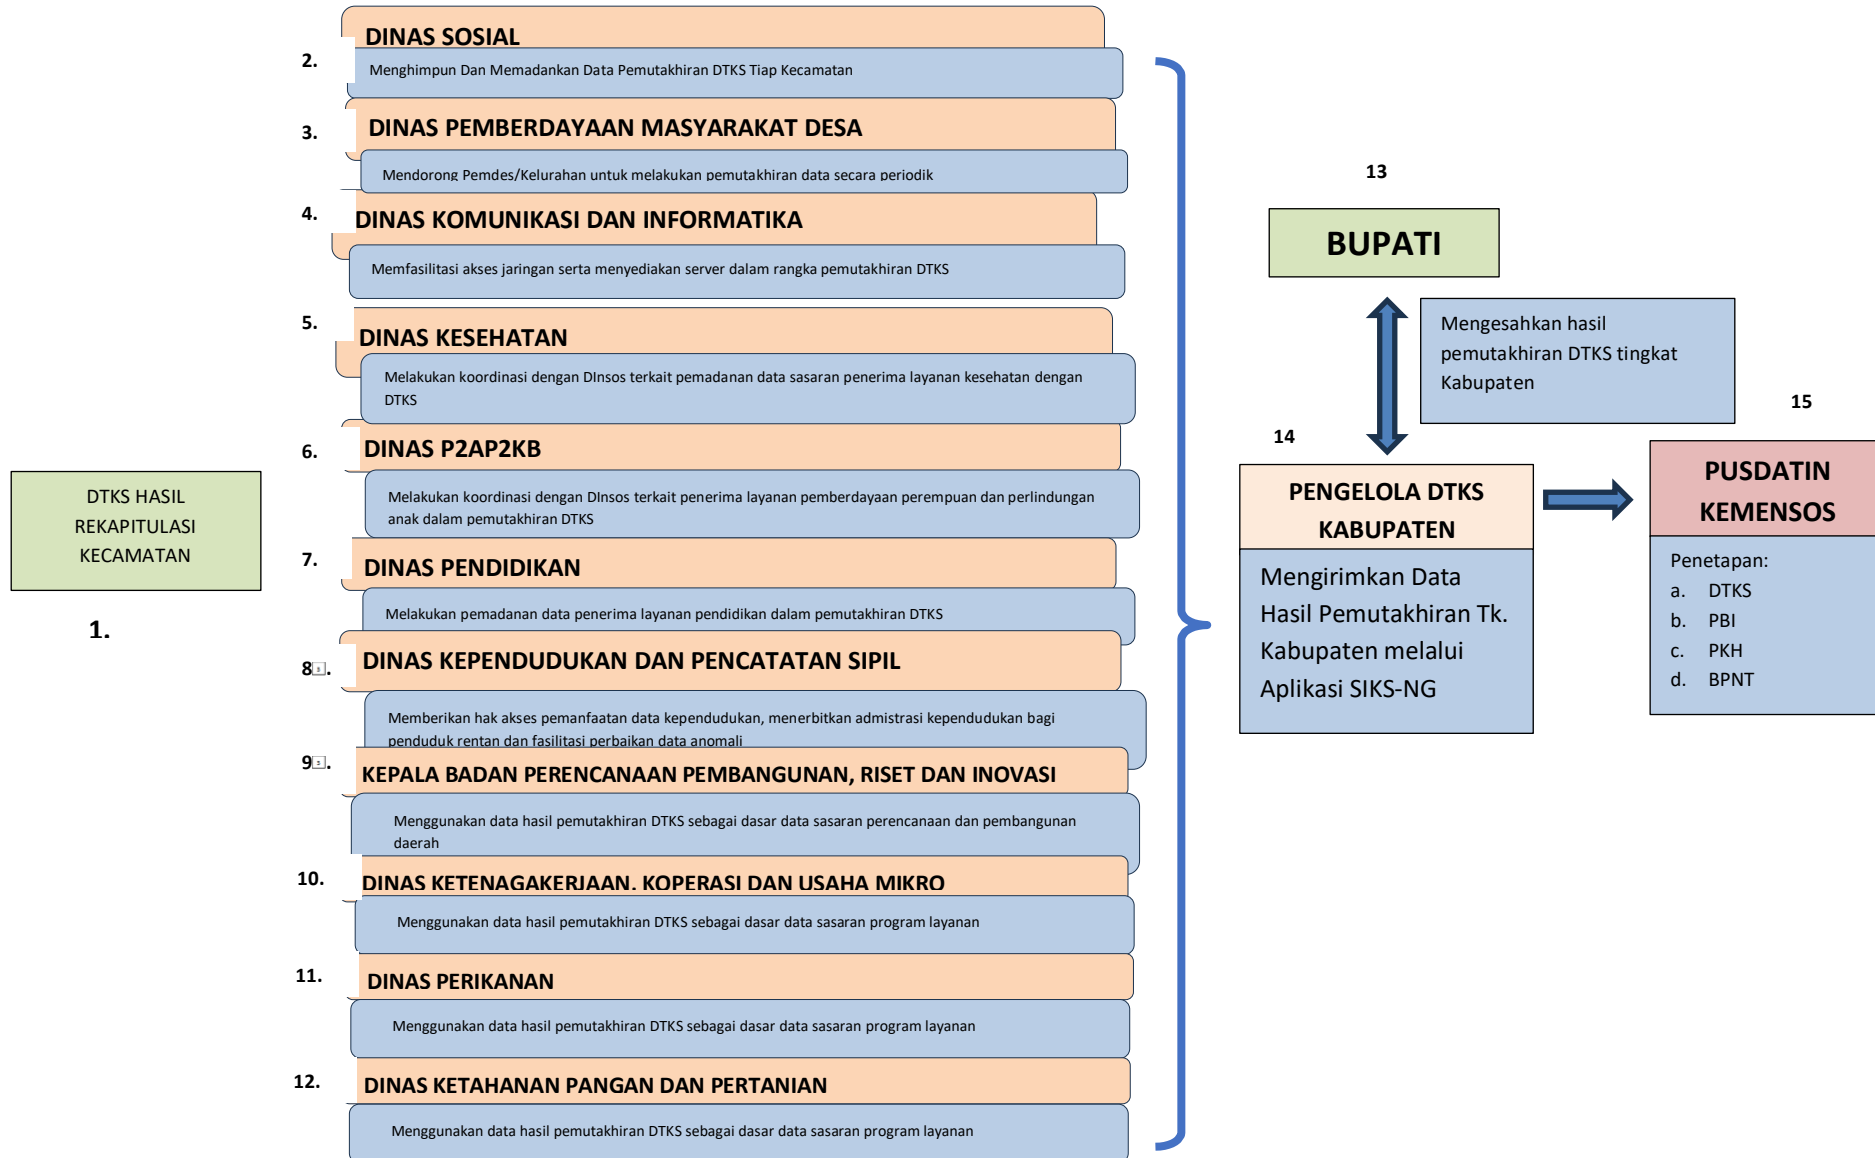 DTKS HASIL
REKAPITULASI
KECAMATAN
1.
2.
DINAS SOSIAL
Menghimpun Dan Memadankan Data Pemutakhiran DTKS Tiap Kecamatan
3.
DINAS PEMBERDAYAAN MASYARAKAT DESA
Mendorong Pemdes/Kelurahan untuk melakukan pemutakhiran data secara periodik
4.
DINAS KOMUNIKASI DAN INFORMATIKA
Memfasilitasi akses jaringan serta menyediakan server dalam rangka pemutakhiran DTKS
5.
DINAS KESEHATAN
Melakukan koordinasi dengan DInsos terkait pemadanan data sasaran penerima layanan kesehatan dengan
DTKS
6.
DINAS P2AP2KB
Melakukan koordinasi dengan DInsos terkait penerima layanan pemberdayaan perempuan dan perlindungan
anak dalam pemutakhiran DTKS
7.
DINAS PENDIDIKAN
Melakukan pemadanan data penerima layanan pendidikan dalam pemutakhiran DTKS
8.
DINAS KEPENDUDUKAN DAN PENCATATAN SIPIL
Memberikan hak akses pemanfaatan data kependudukan, menerbitkan admistrasi kependudukan bagi
penduduk rentan dan fasilitasi perbaikan data anomali
9.
KEPALA BADAN PERENCANAAN PEMBANGUNAN, RISET DAN INOVASI
Menggunakan data hasil pemutakhiran DTKS sebagai dasar data sasaran perencanaan dan pembangunan
daerah
10.
DINAS KETENAGAKERJAAN, KOPERASI DAN USAHA MIKRO
Menggunakan data hasil pemutakhiran DTKS sebagai dasar data sasaran program layanan
11.
DINAS PERIKANAN
Menggunakan data hasil pemutakhiran DTKS sebagai dasar data sasaran program layanan
12.
DINAS KETAHANAN PANGAN DAN PERTANIAN
Menggunakan data hasil pemutakhiran DTKS sebagai dasar data sasaran program layanan
13
BUPATI
Mengesahkan hasil
pemutakhiran DTKS tingkat
Kabupaten
14
PENGELOLA DTKS
KABUPATEN
Mengirimkan Data
Hasil Pemutakhiran Tk.
Kabupaten melalui
Aplikasi SIKS-NG
15
PUSDATIN
KEMENSOS
Penetapan:
a. DTKS
b. PBI
c. PKH
d. BPNT